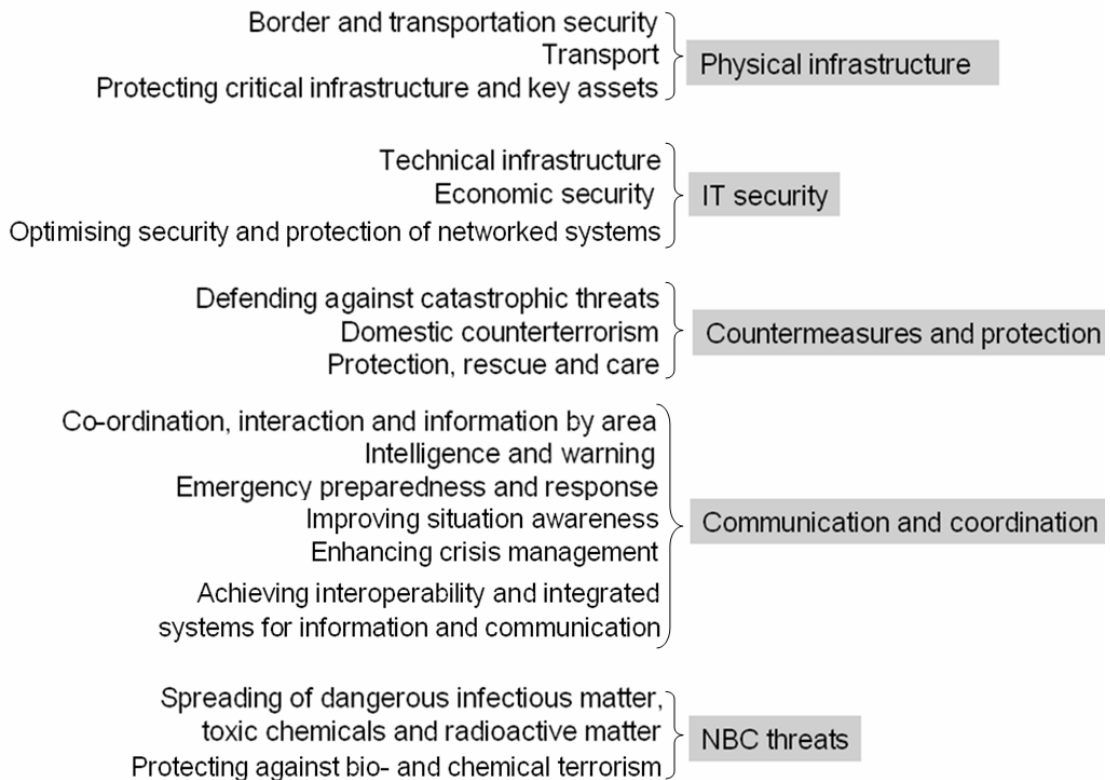 Border and transportation security
Transport
Protecting critical infrastructure and key assets
Physical infrastructure
Technical infrastructure
Economic security
Optimising security and protection of networked systems
IT security
Defending against catastrophic threats
Domestic counterterrorism
Protection, rescue and care
Countermeasures and protection
Co-ordination, interaction and information by area
Intelligence and warning
Emergency preparedness and response
Improving situation awareness
Enhancing crisis management
Achieving interoperability and integrated
systems for information and communication
Communication and coordination
Spreading of dangerous infectious matter,
toxic chemicals and radioactive matter
Protecting against bio- and chemical terrorism
NBC threats